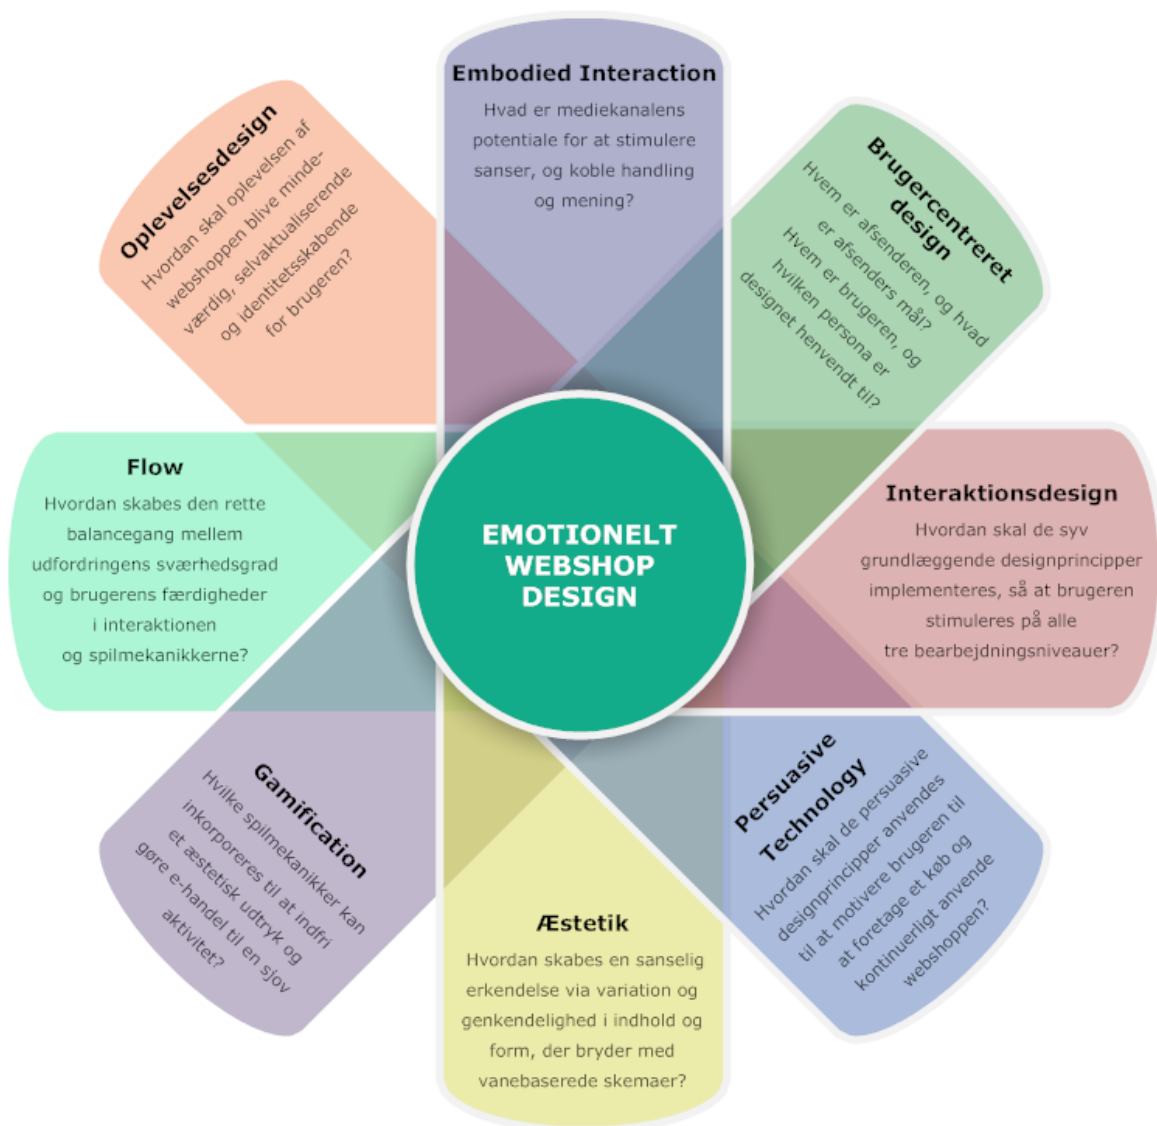 Embodied Interaction
Hvad er mediekanalens
potentiale for at stimulere
sanser, og koble handling
og mening?
Brugercentreret
design
Hvem er afsenderen, og hvad
er afsenders mål?
Hvem er brugeren, og
hvilken persona er
designet henvendt til?
Interaktionsdesign
Hvordan skal de syv
grundlæggende designprincipper
implementeres, så at brugeren
stimuleres på alle
tre bearbejdningsniveauer?
Persuasive
Technology
Hvordan skal de persuasive
designprincipper anvendes
til at motivere brugeren til
at foretage et køb og
kontinuerligt anvende
webshoppen?
Æstetik
Hvordan skabes en sanselig
erkendelse via variation og
genkendelighed i indhold og
form, der bryder med
vanebaserede skemaer?
Gamification
Hvilke spilmekanikker kan
inkorporeres til at indfri
et æstetisk udtryk og
gøre e-handel til en sjov
aktivitet?
Flow
Hvordan skabes den rette
balancegang mellem
udfordringens sværhedsgrad
og brugerens færdigheder
i interaktionen
og spilmekanikkerne?
Oplevelsesdesign
Hvordan skal oplevelsen af
webshoppen blive minde-
værdig, selvaktualiserende
og identitetsskabende
for brugeren?
EMOTIONELT
WEBSHOP
DESIGN